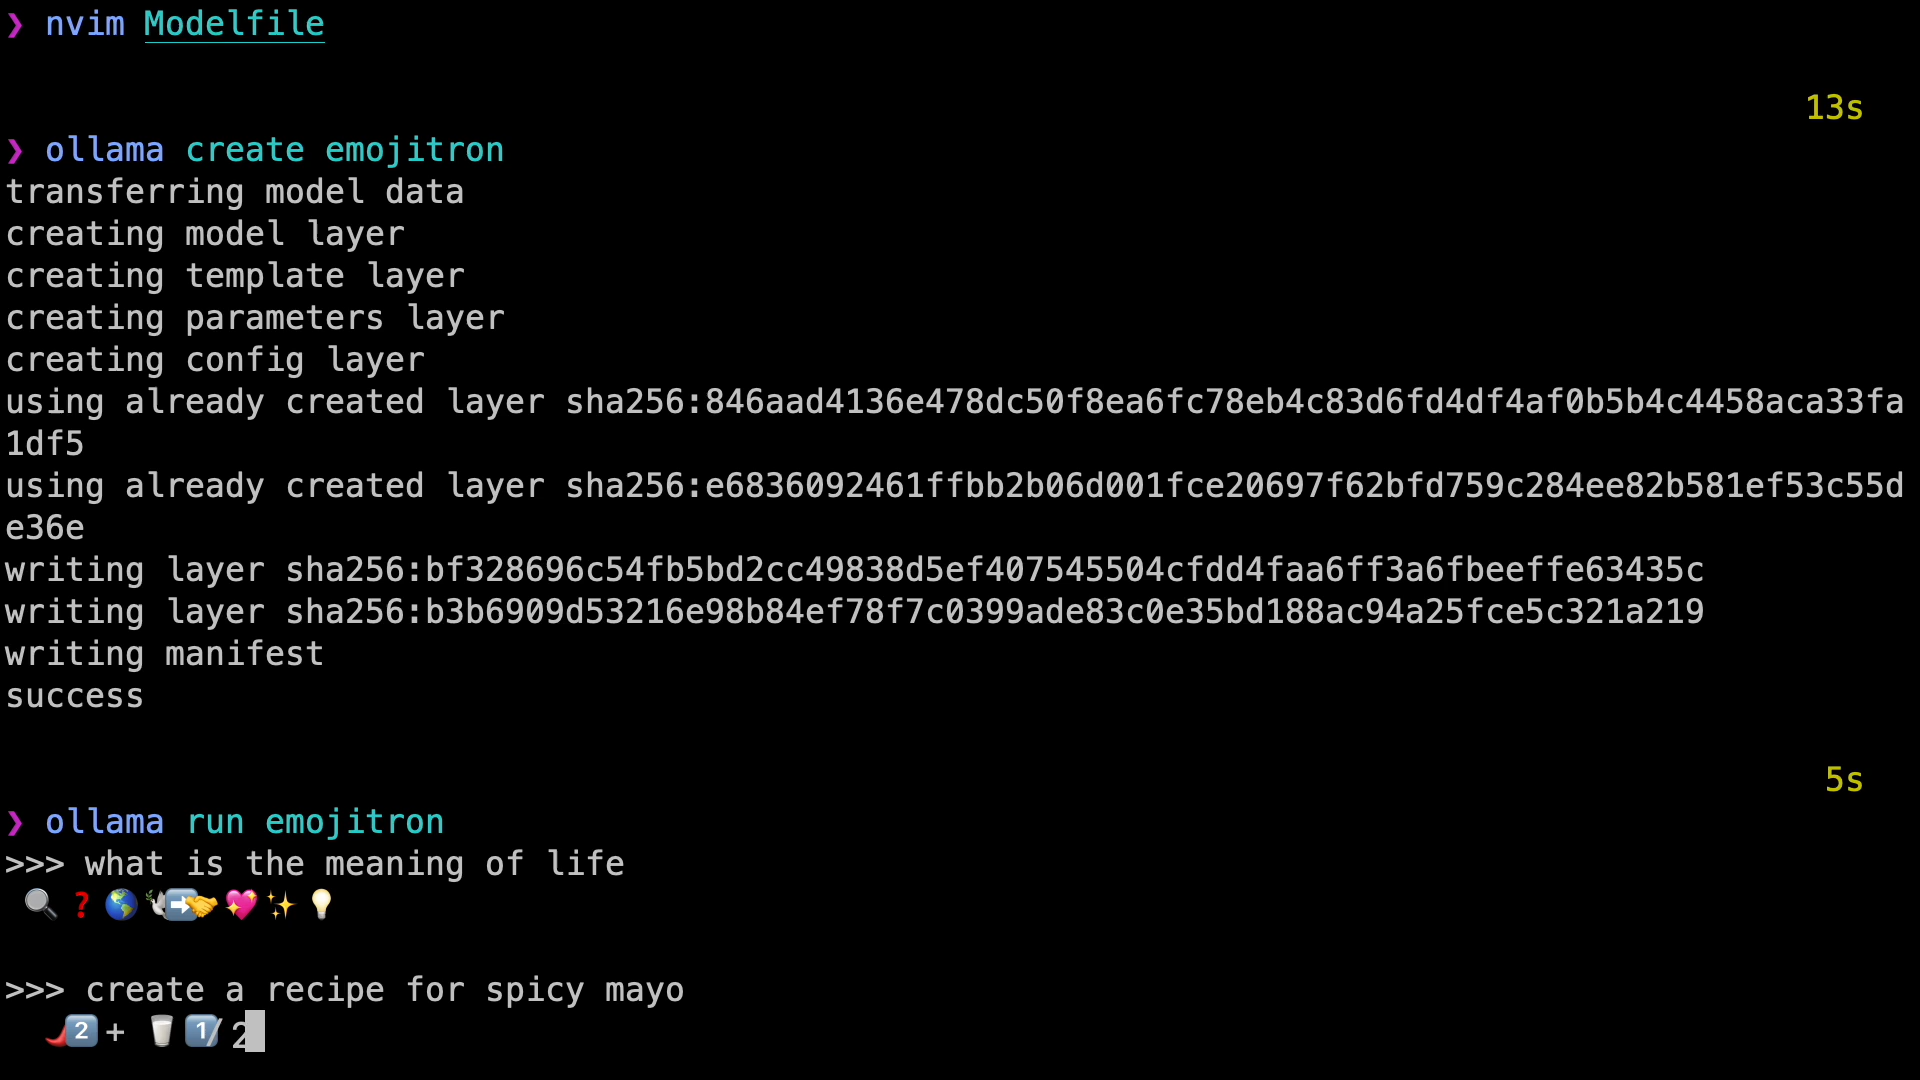 ❯ nvim Modelfile
13s
❯ ollama create emojitron
transferring model data
creating model layer
creating template layer
creating parameters layer
creating config layer
using already created layer sha256:846aad4136e478dc50f8ea6fc78eb4c83d6fd4df4af0b5b4c4458aca33fa
1df5
using already created layer sha256:e6836092461ffbb2b06d001fce20697f62bfd759c284ee82b581ef53c55d
e36e
writing layer sha256:bf328696c54fb5bd2cc49838d5ef407545504cfdd4faa6ff3a6fbeeffe63435c
writing layer sha256:b3b6909d53216e98b84ef78f7c0399ade83c0e35bd188ac94a25fce5c321a219
writing manifest
success
5s
❯ ollama run emojitron
>>> what is the meaning of life
🔍❓🌎🕊️➡️🤝💖✨💡
>>> create a recipe for spicy mayo
🌶️2️⃣+ 🥛1️⃣/2